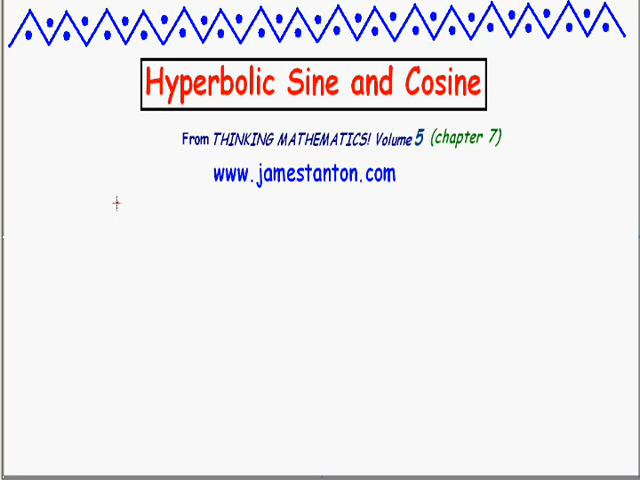 Hyperbolic Sine and Cosine
From THINKING MATHEMATICS! Volume 5 (chapter 7)
www.jamestanton.com